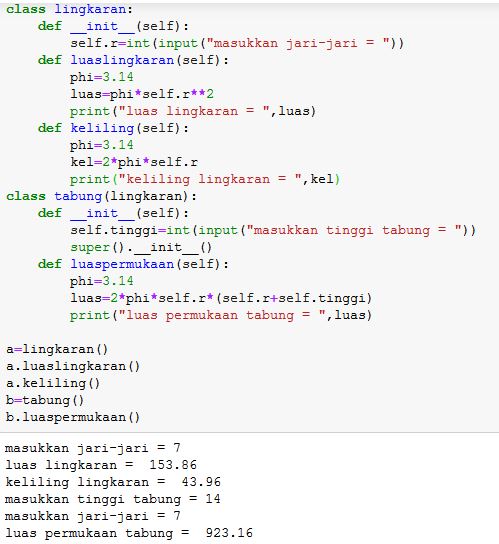 class lingkaran:
    def __init__(self):
        self.r=int(input("masukkan jari-jari = "))
    def luaslingkaran(self):
        phi=3.14
        luas=phi*self.r**2
        print("luas lingkaran = ",luas)
    def keliling(self):
        phi=3.14
        kel=2*phi*self.r
        print("keliling lingkaran = ",kel)
class tabung(lingkaran):
    def __init__(self):
        self.tinggi=int(input("masukkan tinggi tabung = "))
        super().__init__()
    def luaspermukaan(self):
        phi=3.14
        luas=2*phi*self.r*(self.r+self.tinggi)
        print("luas permukaan tabung = ",luas)

a=lingkaran()
a.luaslingkaran()
a.keliling()
b=tabung()
b.luaspermukaan()

masukkan jari-jari = 7
luas lingkaran =  153.86
keliling lingkaran =  43.96
masukkan tinggi tabung = 14
masukkan jari-jari = 7
luas permukaan tabung =  923.16